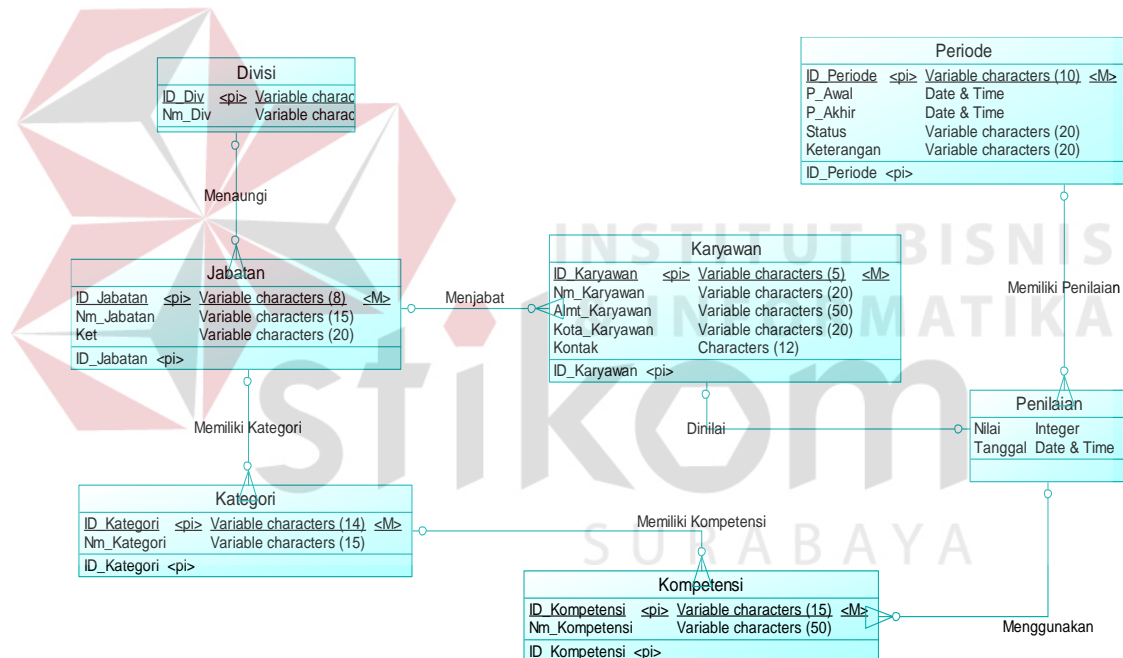 Divisi
ID_Div <pi> Variable charac
Nm_Div Variable charac
Menaungi
Periode
ID_Periode <pi> Variable characters (10) <M>
P_Awal Date & Time
P_Akhir Date & Time
Status Variable characters (20)
Keterangan Variable characters (20)
ID_Periode <pi>
INSTITUT BISNIS
& INFORMATIKA
stikom
SURABAYA
Jabatan
ID_Jabatan <pi> Variable characters (8) <M>
Nm_Jabatan Variable characters (15)
Ket Variable characters (20)
ID_Jabatan <pi>
Menjabat
Karyawan
ID_Karyawan <pi> Variable characters (5) <M>
Nm_Karyawan Variable characters (20)
Almt_Karyawan Variable characters (50)
Kota_Karyawan Variable characters (20)
Kontak Characters (12)
ID_Karyawan <pi>
Memiliki Penilaian
Memiliki Kategori
Dinilai
Penilaian
Nilai Integer
Tanggal Date & Time
Kategori
ID_Kategori <pi> Variable characters (14) <M>
Nm_Kategori Variable characters (15)
ID_Kategori <pi>
Memiliki Kompetensi
Kompetensi
ID_Kompetensi <pi> Variable characters (15) <M>
Nm_Kompetensi Variable characters (50)
ID_Kompetensi <pi>
Menggunakan